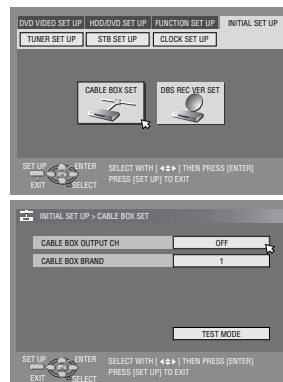 DVD VIDEO SET UP HDD/DVD SET UP FUNCTION SET UP INITIAL SET UP
TUNER SET UP STB SET UP CLOCK SET UP
CABLE BOX SET DBS REC VER SET
SET UP ENTER SELECT WITH [ ] THEN PRESS [ENTER]
EXIT SELECT PRESS [SET UP] TO EXIT
INITIAL SET UP > CABLE BOX SET
CABLE BOX OUTPUT CH OFF
CABLE BOX BRAND 1
TEST MODE
SET UP ENTER SELECT WITH [ ] THEN PRESS [ENTER]
EXIT SELECT PRESS [SET UP] TO EXIT